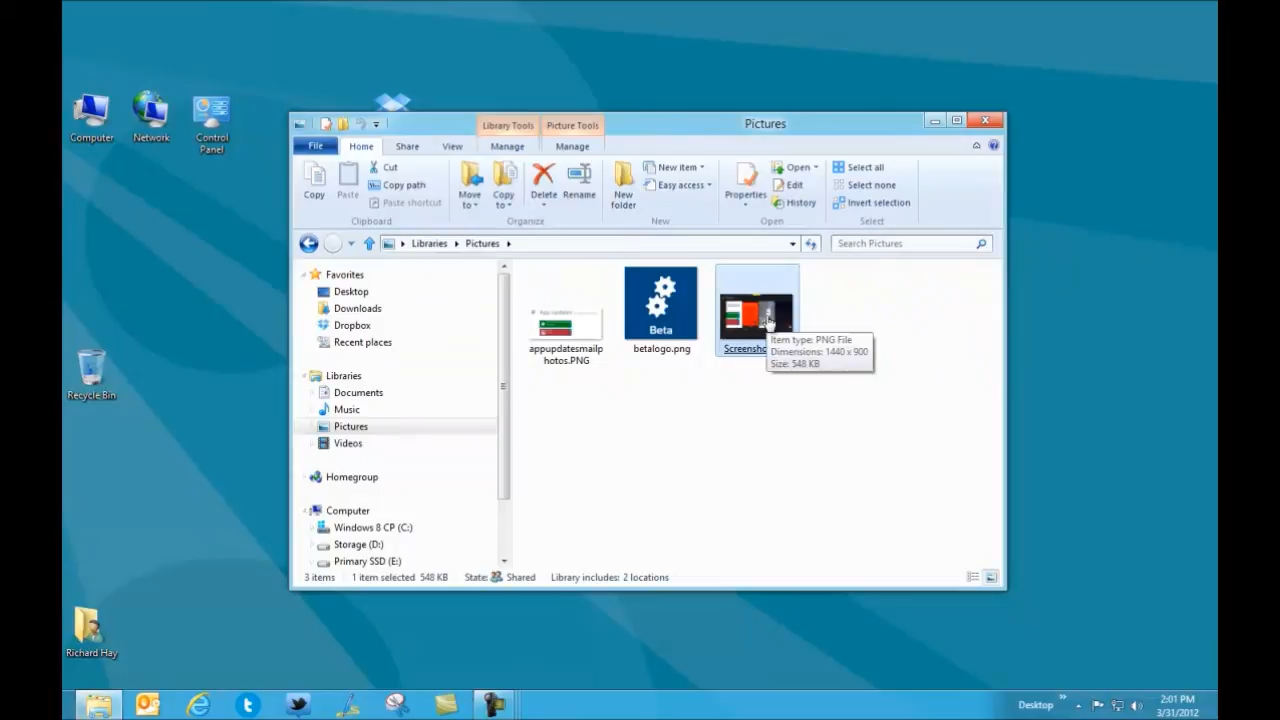 Computer
Network
Control
Panel
Recycle Bin
Richard Hay
Library Tools
Picture Tools
Pictures
File
Home
Share
View
Manage
Manage
Copy
Paste
Cut
Copy path
Paste shortcut
Clipboard
Move
to
Copy
to
Delete
Rename
Organize
New
folder
New item
Easy access
New
Properties
Open
Edit
History
Open
Select all
Select none
Invert selection
Select
Libraries
Pictures
Search Pictures
Favorites
Desktop
Downloads
Dropbox
Recent places
Libraries
Documents
Music
Pictures
Videos
Homegroup
Computer
Windows 8 CP (C:)
Storage (D:)
Primary SSD (E:)
App updates
appupdatesmailp
hotos.PNG
Beta
betalogo.png
Screensho
Item type: PNG File
Dimensions: 1440 x 900
Size: 548 KB
3 items 1 item selected 548 KB State: Shared Library includes: 2 locations
Desktop
2:01 PM
3/31/2012